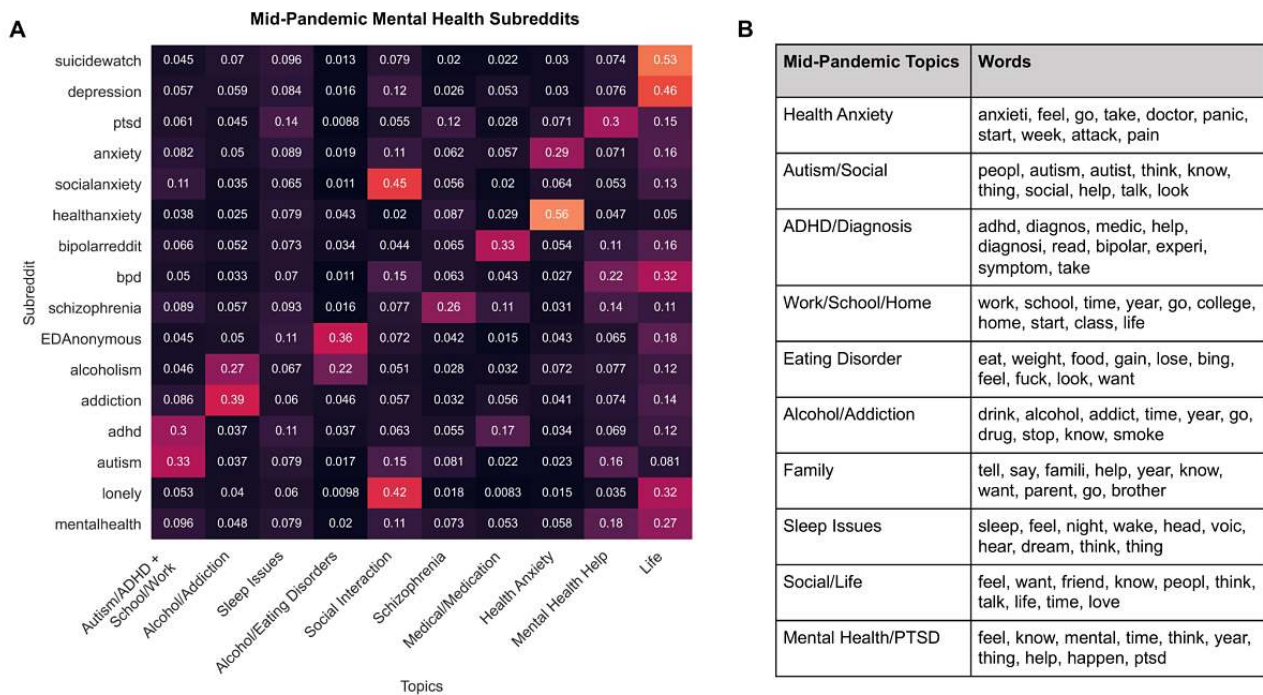 Mid-Pandemic Mental Health Subreddits
A
suicidewatch 0.045 0.07 0.096 0.013 0.079 0.02 0.022 0.03 0.074 0.53
depression 0.057 0.059 0.084 0.016 0.12 0.026 0.053 0.03 0.076 0.46
ptsd 0.061 0.045 0.14 0.0088 0.055 0.12 0.028 0.071 0.3 0.15
anxiety 0.082 0.05 0.089 0.019 0.11 0.062 0.057 0.29 0.071 0.16
socialanxiety 0.11 0.035 0.065 0.011 0.45 0.056 0.02 0.064 0.053 0.13
healthanxiety 0.038 0.025 0.079 0.043 0.02 0.087 0.029 0.56 0.047 0.05
bipolarreddit 0.066 0.052 0.073 0.034 0.044 0.065 0.33 0.054 0.11 0.16
bpd 0.05 0.033 0.07 0.011 0.15 0.063 0.043 0.027 0.22 0.32
schizophrenia 0.089 0.057 0.093 0.016 0.077 0.26 0.11 0.031 0.14 0.11
EDAnonymous 0.045 0.05 0.11 0.36 0.072 0.042 0.015 0.043 0.065 0.18
alcoholism 0.046 0.27 0.067 0.22 0.051 0.028 0.032 0.072 0.077 0.12
addiction 0.086 0.39 0.06 0.046 0.057 0.032 0.056 0.041 0.074 0.14
adhd 0.3 0.037 0.11 0.037 0.063 0.055 0.17 0.034 0.069 0.12
autism 0.33 0.037 0.079 0.017 0.15 0.081 0.022 0.023 0.16 0.081
lonely 0.053 0.04 0.06 0.0098 0.42 0.018 0.0083 0.015 0.035 0.32
mentalhealth 0.096 0.048 0.079 0.02 0.11 0.073 0.053 0.058 0.18 0.27
Subreddit
Autism/ADHD +
School/Work
Alcohol/Addiction
Sleep Issues
Alcohol/Eating Disorders
Social Interaction
Schizophrenia
Medical/Medication
Health Anxiety
Mental Health Help
Life
Topics
B
Mid-Pandemic Topics Words
Health Anxiety
anxieti, feel, go, take, doctor, panic,
start, week, attack, pain
Autism/Social
peopl, autism, autist, think, know,
thing, social, help, talk, look
ADHD/Diagnosis
adhd, diagnos, medic, help,
diagnosi, read, bipolar, experi,
symptom, take
Work/School/Home
work, school, time, year, go, college,
home, start, class, life
Eating Disorder
eat, weight, food, gain, lose, bing,
feel, fuck, look, want
Alcohol/Addiction
drink, alcohol, addict, time, year, go,
drug, stop, know, smoke
Family
tell, say, famili, help, year, know,
want, parent, go, brother
Sleep Issues
sleep, feel, night, wake, head, voic,
hear, dream, think, thing
Social/Life
feel, want, friend, know, peopl, think,
talk, life, time, love
Mental Health/PTSD
feel, know, mental, time, think, year,
thing, help, happen, ptsd